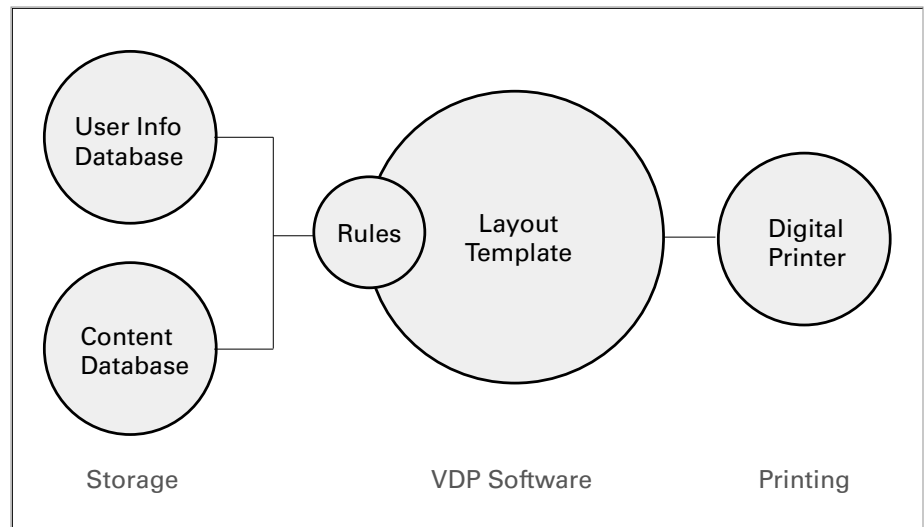 User Info
Database
Rules
Layout
Template
Digital
Printer
Content
Database
Storage
VDP Software
Printing